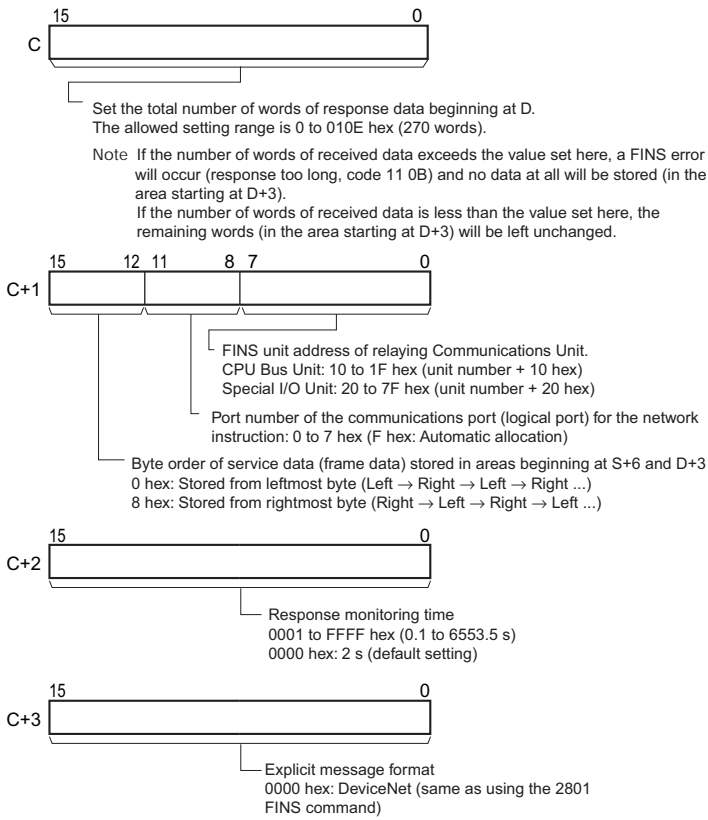 15 0
C
Set the total number of words of response data beginning at D.
The allowed setting range is 0 to 010E hex (270 words).
Note If the number of words of received data exceeds the value set here, a FINS error
will occur (response too long, code 11 0B) and no data at all will be stored (in the
area starting at D+3).
If the number of words of received data is less than the value set here, the
remaining words (in the area starting at D+3) will be left unchanged.
15 12 11 8 7 0
C+1
FINS unit address of relaying Communications Unit.
CPU Bus Unit: 10 to 1F hex (unit number + 10 hex)
Special I/O Unit: 20 to 7F hex (unit number + 20 hex)
Port number of the communications port (logical port) for the network
instruction: 0 to 7 hex (F hex: Automatic allocation)
Byte order of service data (frame data) stored in areas beginning at S+6 and D+3
0 hex: Stored from leftmost byte (Left → Right → Left → Right ...)
8 hex: Stored from rightmost byte (Right → Left → Right → Left ...)
15 0
C+2
Response monitoring time
0001 to FFFF hex (0.1 to 6553.5 s)
0000 hex: 2 s (default setting)
15 0
C+3
Explicit message format
0000 hex: DeviceNet (same as using the 2801
FINS command)